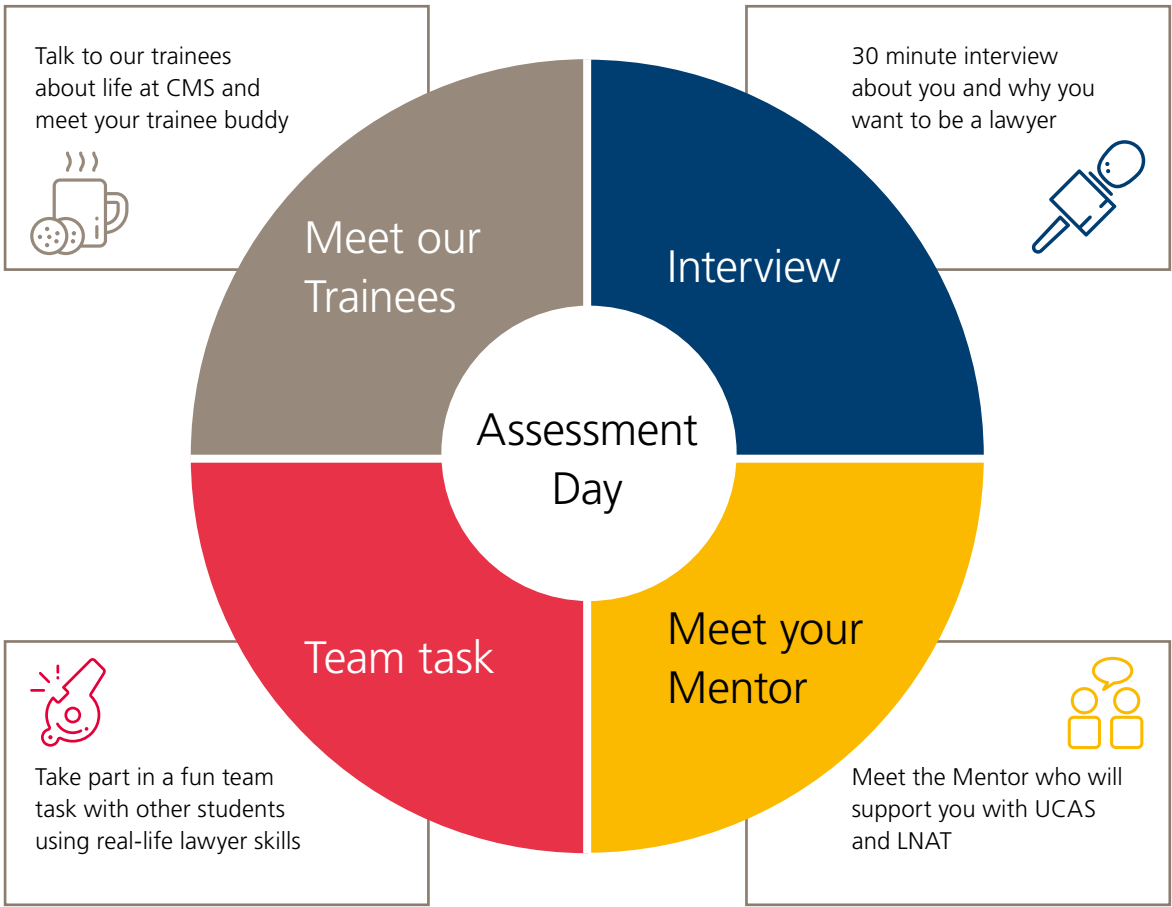 Talk to our trainees
about life at CMS and
meet your trainee buddy
30 minute interview
about you and why you
want to be a lawyer
Meet our
Trainees
Interview
Assessment
Day
Team task
Meet your
Mentor
Take part in a fun team
task with other students
using real-life lawyer skills
Meet the Mentor who will
support you with UCAS
and LNAT